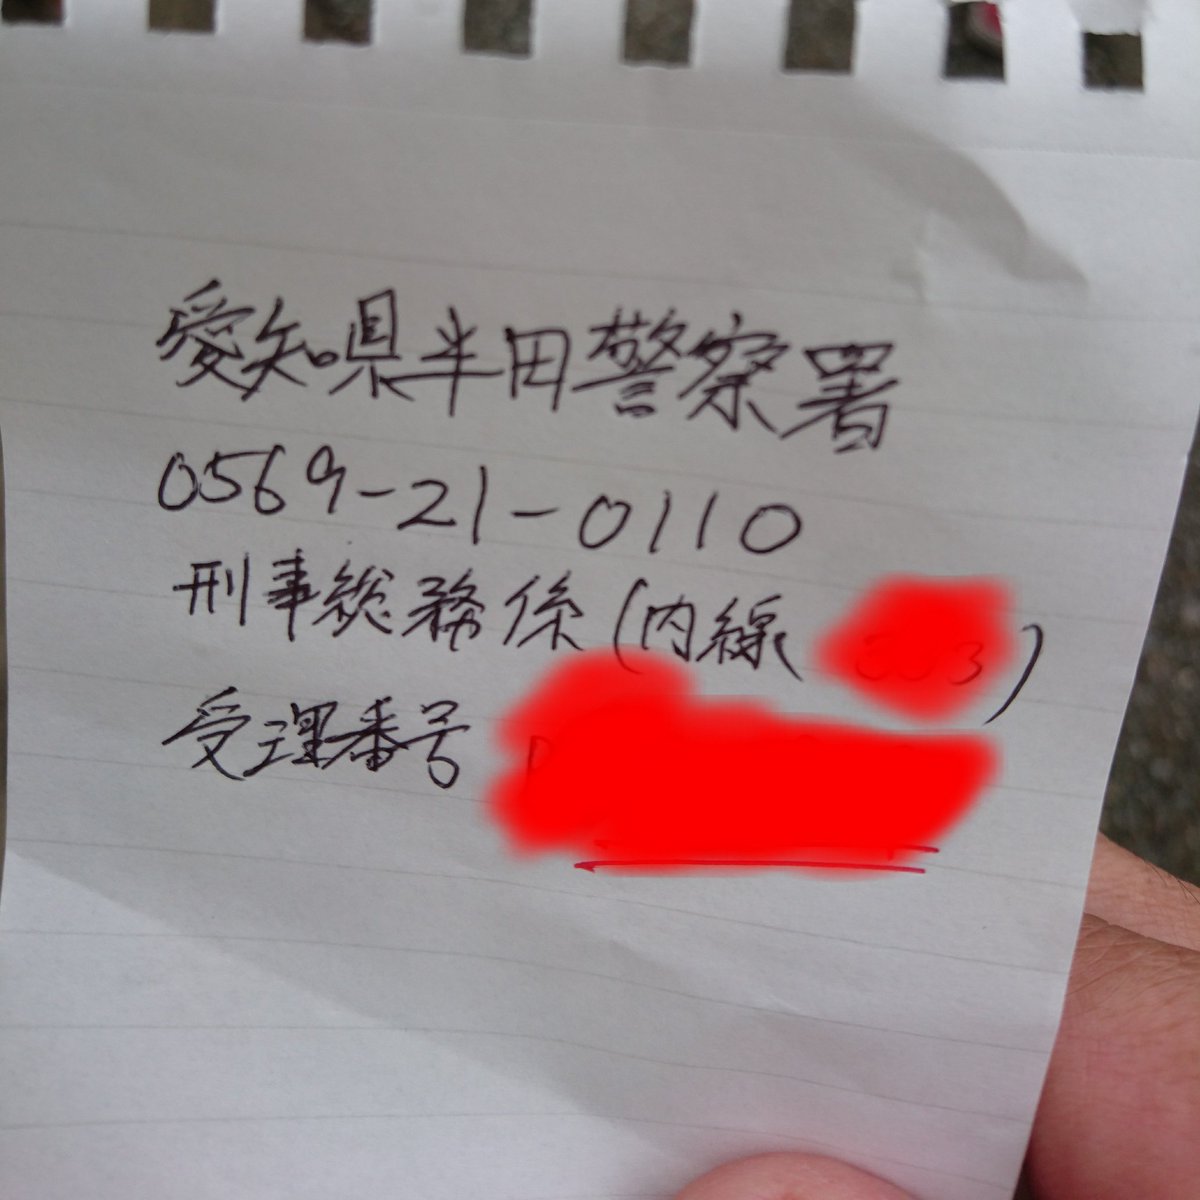 愛知県半田警察署
0569-21-0110
刑事総務係(内線 )
受理番号